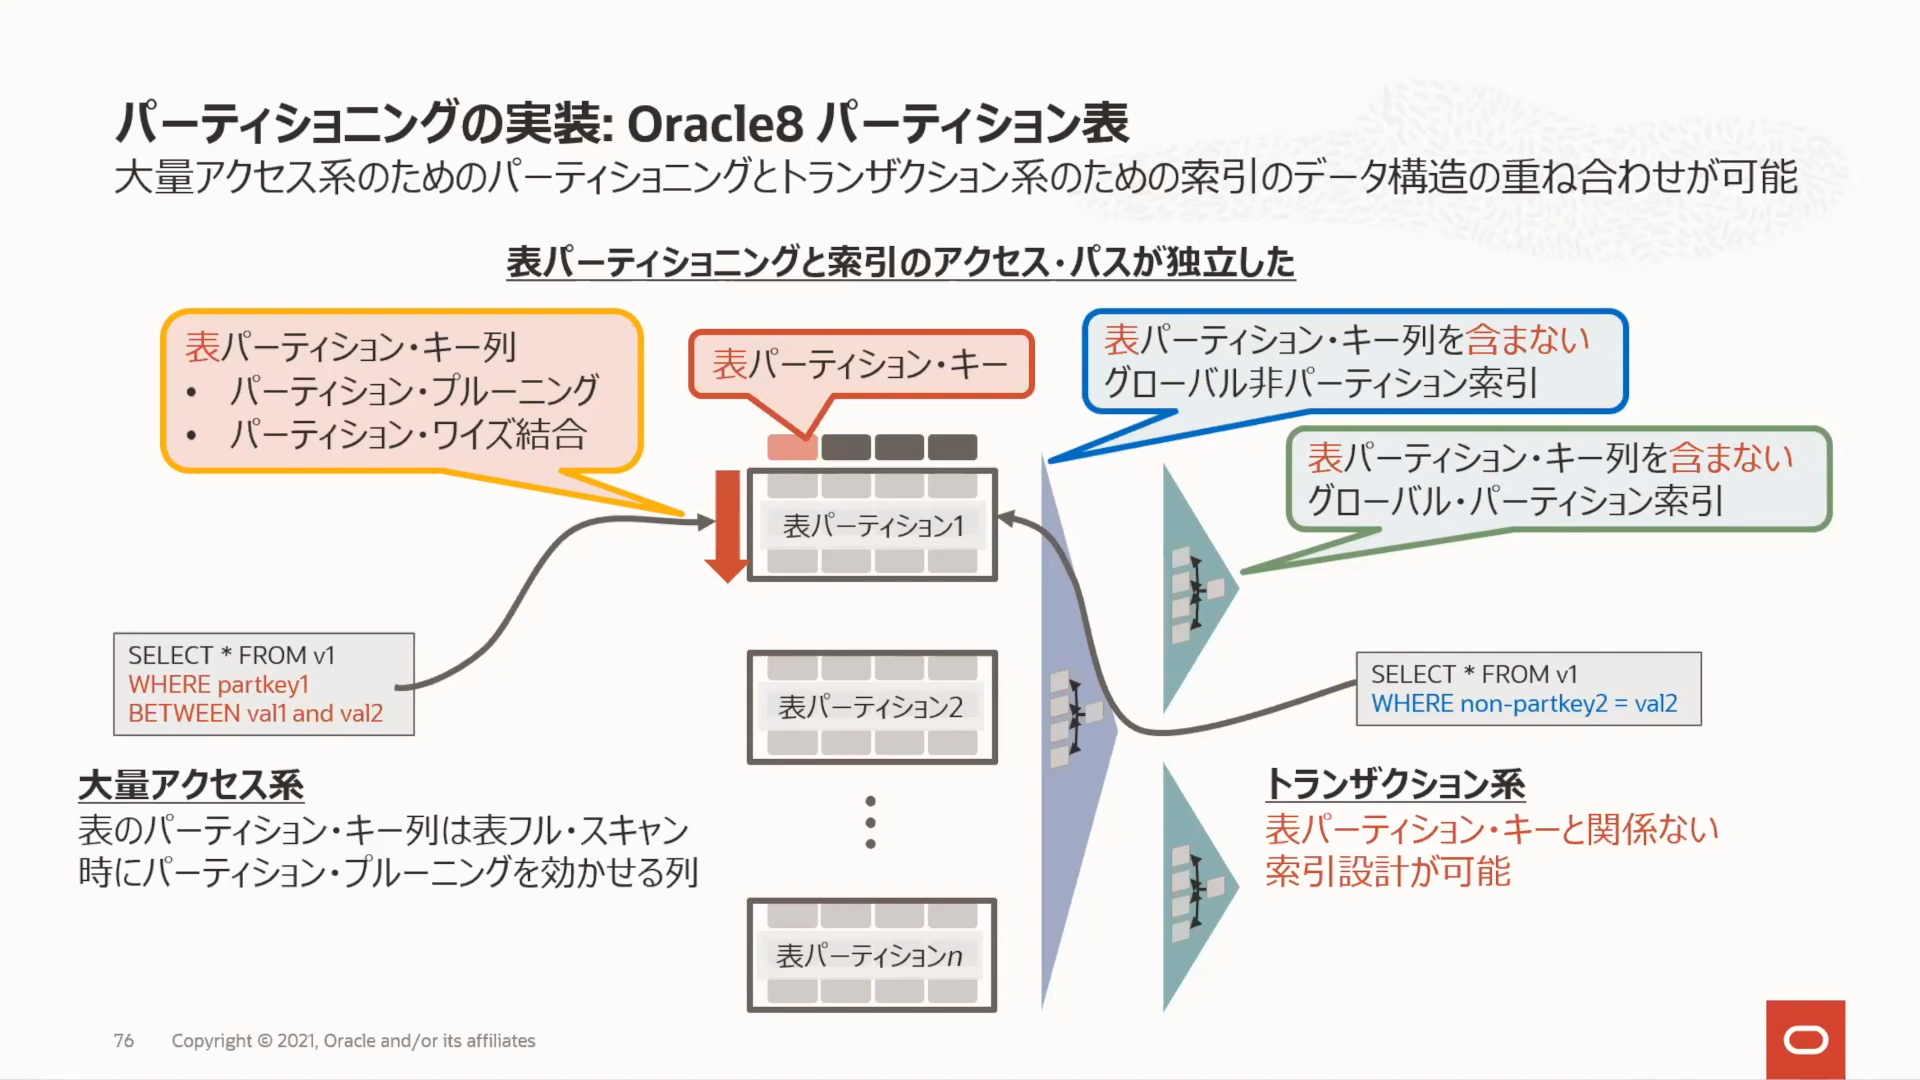 パーティショニングの実装: Oracle8 パーティション表
大量アクセス系のためのパーティショニングとトランザクション系のための索引のデータ構造の重ね合わせが可能
表パーティショニングと索引のアクセス・パスが独立した
表パーティション・キー列
• パーティション・プルーニング
• パーティション・ワイズ結合
表パーティション・キー
表パーティション・キー列を含まない
グローバル非パーティション索引
表パーティション・キー列を含まない
グローバル・パーティション索引
表パーティション1
表パーティション2
表パーティションn
SELECT * FROM v1
WHERE partkey1
BETWEEN val1 and val2
SELECT * FROM v1
WHERE non-partkey2 = val2
大量アクセス系
表のパーティション・キー列は表フル・スキャン
時にパーティション・プルーニングを効かせる列
トランザクション系
表パーティション・キーと関係ない
索引設計が可能
76 Copyright © 2021, Oracle and/or its affiliates